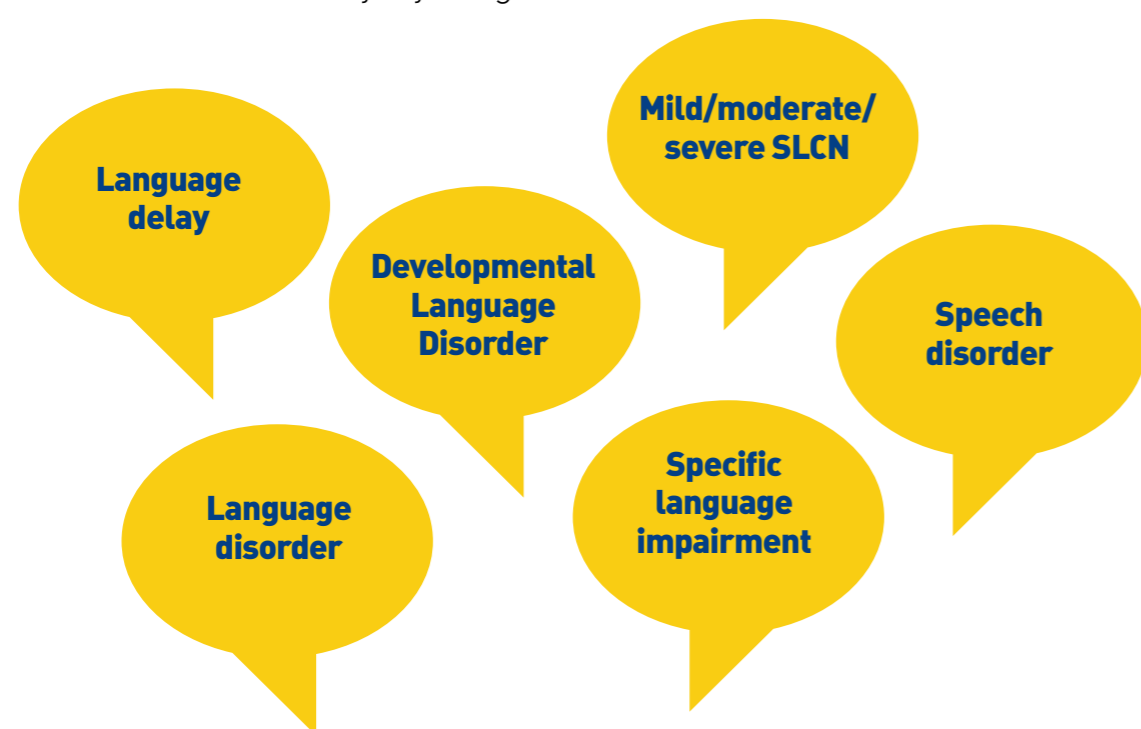 Mild/moderate/
severe SLCN
Language
delay
Developmental
Language
Disorder
Speech
disorder
Specific
language
impairment
Language
disorder